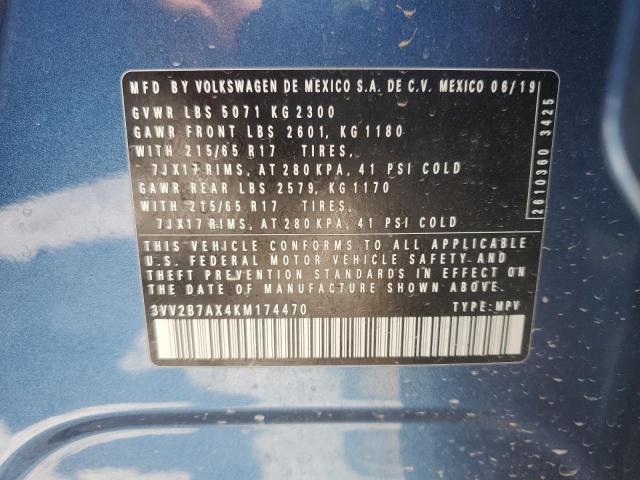 MFD BY VOLKSWAGEN DE MEXICO S.A. DE C.V. MEXICO 06/19
GVWR LBS 5071 KG 2300
GAWR FRONT LBS 2601, KG 1180
WITH 215/65 R17 TIRES,
7JX17 RIMS, AT 280 KPA, 41 PSI COLD
GAWR REAR LBS 2579, KG 1170
WITH 215/65 R17 TIRES,
7JX17 RIMS, AT 280 KPA, 41 PSI COLD
THIS VEHICLE CONFORMS TO ALL APPLICABLE
U.S. FEDERAL MOTOR VEHICLE SAFETY AND
THEFT PREVENTION STANDARDS IN EFFECT ON
THE DATE OF MANUFACTURE SHOWN ABOVE.
3VV2B7AX4KM174470 TYPE: MPV
2610360 3425